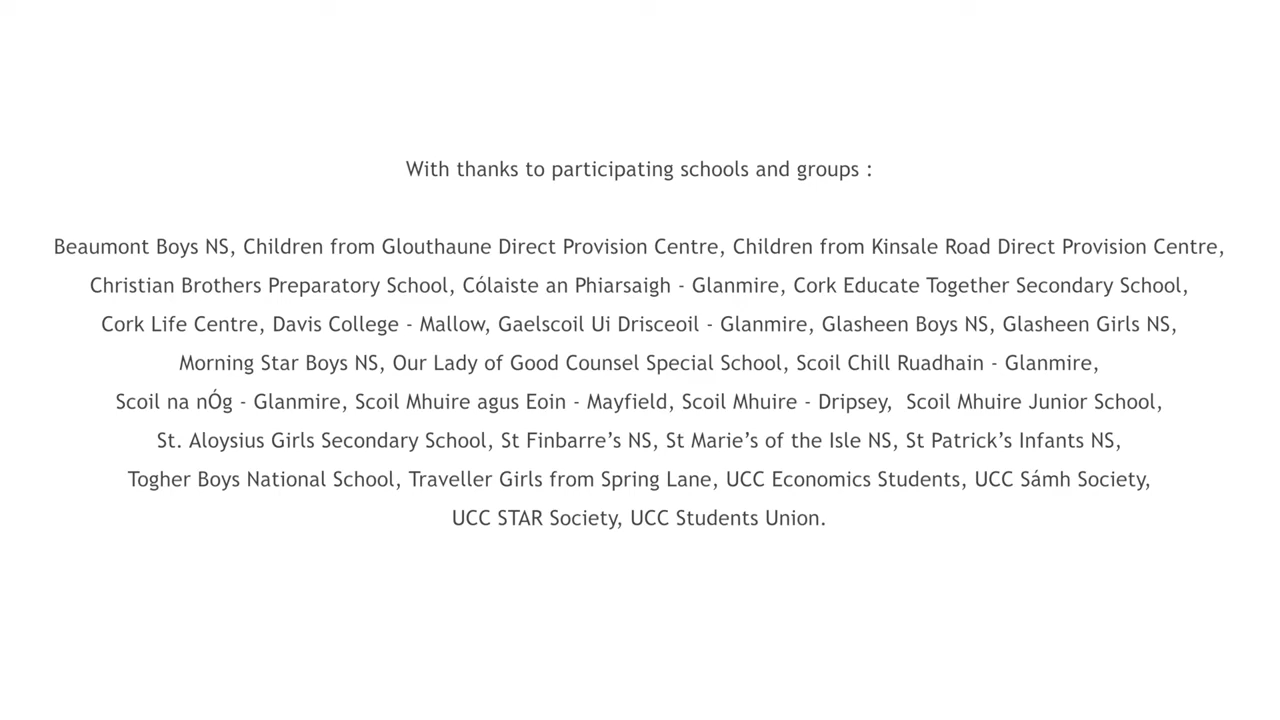 With thanks to participating schools and groups :
Beaumont Boys NS, Children from Glouthaune Direct Provision Centre, Children from Kinsale Road Direct Provision Centre,
Christian Brothers Preparatory School, Cólaiste an Phiarsaigh - Glanmire, Cork Educate Together Secondary School,
Cork Life Centre, Davis College - Mallow, Gaelscoil Ui Drisceoil - Glanmire, Glasheen Boys NS, Glasheen Girls NS,
Morning Star Boys NS, Our Lady of Good Counsel Special School, Scoil Chill Ruadhain - Glanmire,
Scoil na nÓg - Glanmire, Scoil Mhuire agus Eoin - Mayfield, Scoil Mhuire - Dripsey,  Scoil Mhuire Junior School,
St. Aloysius Girls Secondary School, St Finbarre’s NS, St Marie’s of the Isle NS, St Patrick’s Infants NS,
Togher Boys National School, Traveller Girls from Spring Lane, UCC Economics Students, UCC Sámh Society,
UCC STAR Society, UCC Students Union.